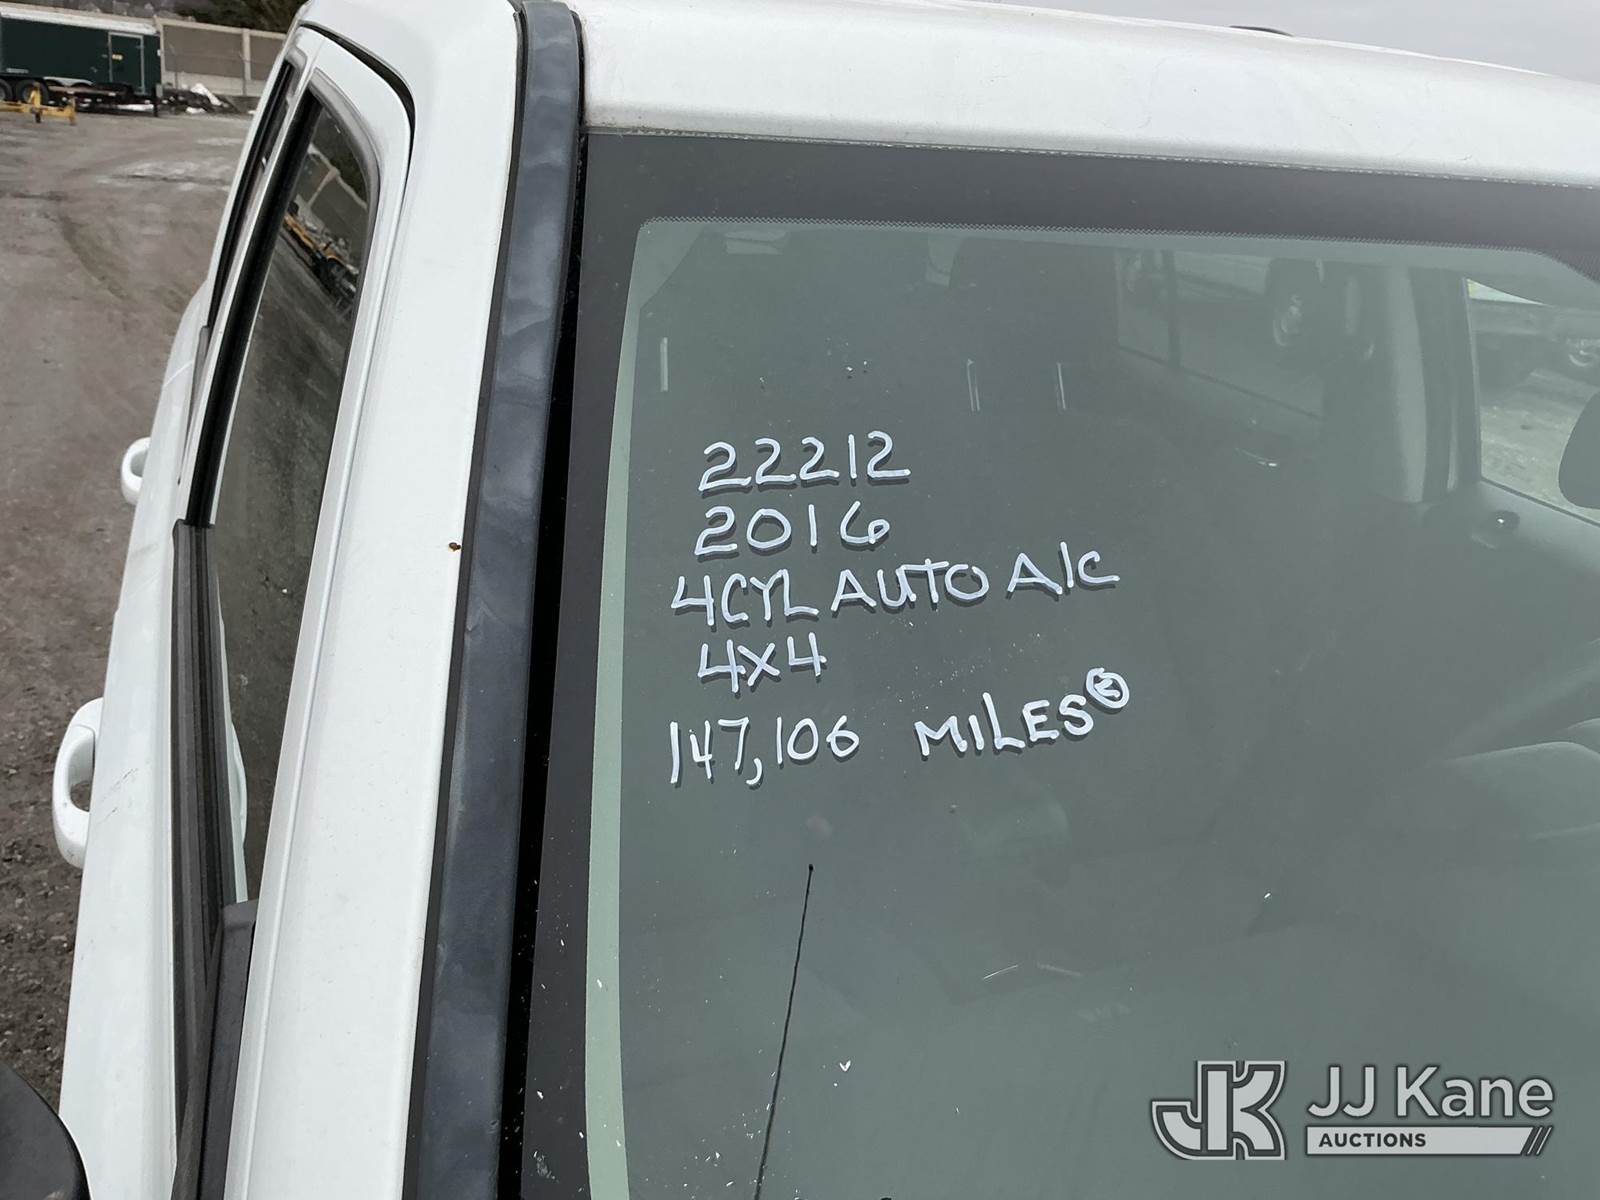 22212
2016
4CYL AUTO A/C
4X4
147,106 MILES
JJ Kane
AUCTIONS